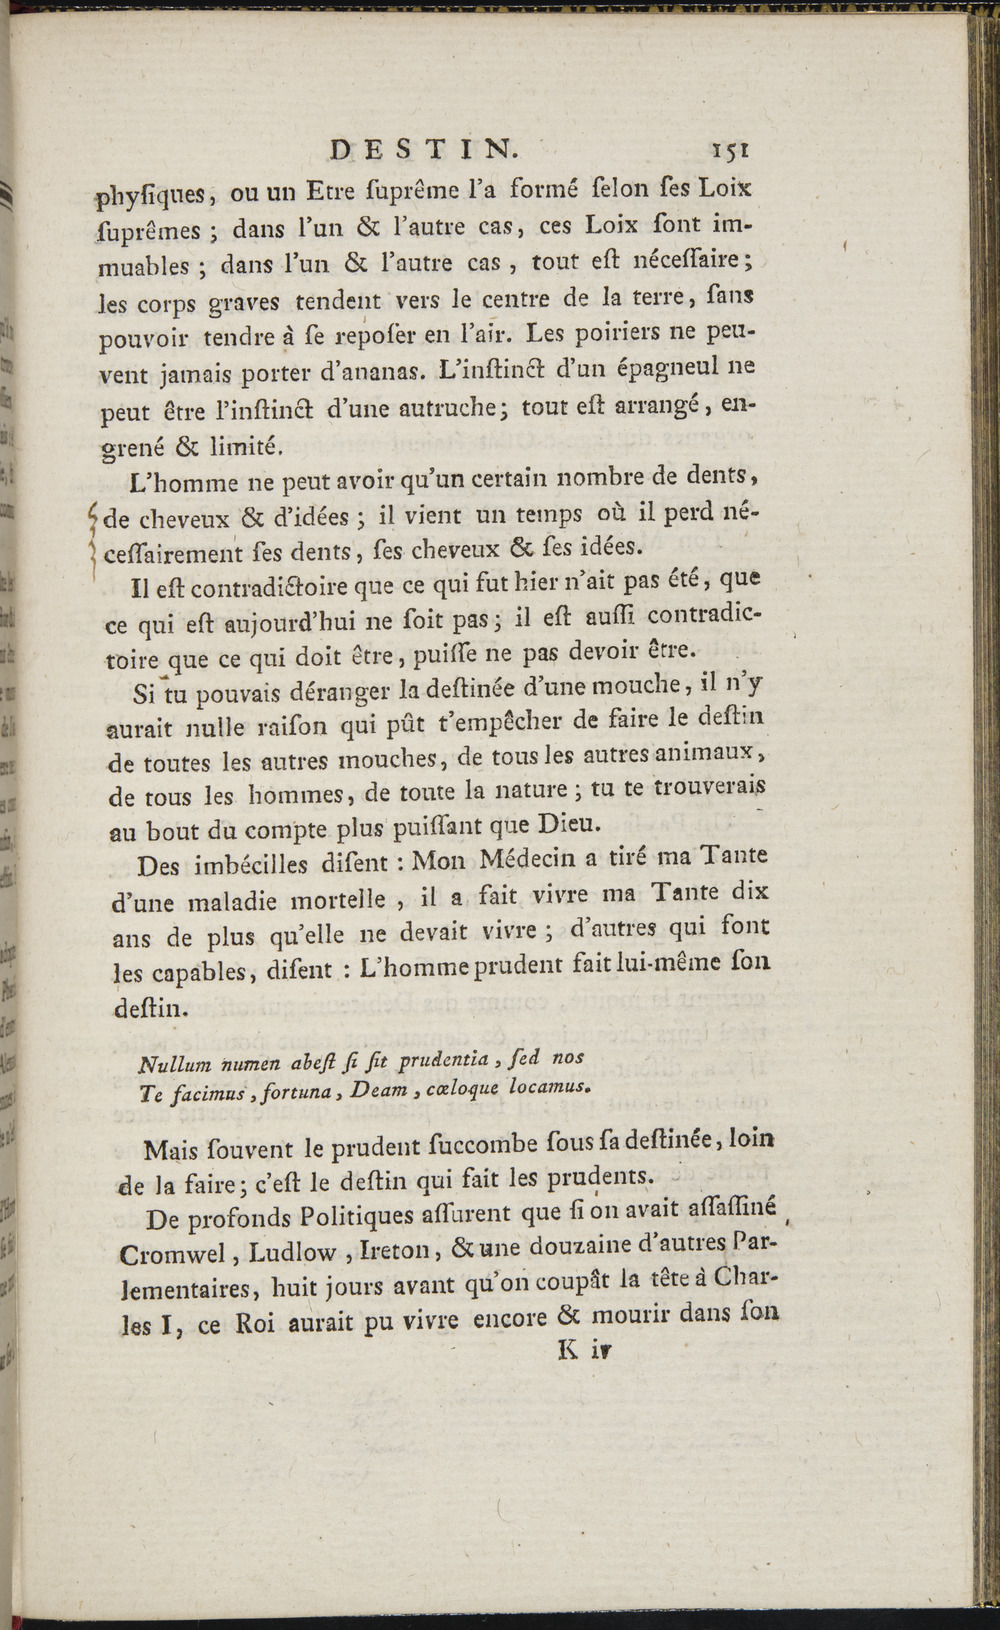 DESTIN. 151
phyſiques, ou un Etre ſuprême l'a formé ſelon ſes Loix
ſuprêmes ; dans l'un & l'autre cas, ces Loix ſont im-
muables ; dans l'un & l'autre cas , tout eſt néceſſaire ;
les corps graves tendent vers le centre de la terre, ſans
pouvoir tendre à ſe repoſer en l'air. Les poiriers ne peu-
vent jamais porter d'ananas. L'inſtinct d'un épagneul ne
peut être l'inſtinct d'une autruche ; tout eſt arrangé, en-
grené & limité.
L'homme ne peut avoir qu'un certain nombre de dents,
de cheveux & d'idées ; il vient un temps où il perd né-
ceſſairement ſes dents, ſes cheveux & ſes idées.
Il eſt contradictoire que ce qui fut hier n'ait pas été, que
ce qui eſt aujourd'hui ne ſoit pas ; il eſt auſſi contradic-
toire que ce qui doit être, puiſſe ne pas devoir être.
Si tu pouvais déranger la deſtinée d'une mouche, il n'y
aurait nulle raiſon qui pût t'empêcher de faire le deſtin
de toutes les autres mouches, de tous les autres animaux,
de tous les hommes, de toute la nature ; tu te trouverais
au bout du compte plus puiſſant que Dieu.
Des imbécilles diſent : Mon Médecin a tiré ma Tante
d'une maladie mortelle , il a fait vivre ma Tante dix
ans de plus qu'elle ne devait vivre ; d'autres qui font
les capables, diſent : L'homme prudent fait lui-même ſon
deſtin.
Nullum numen abeſt ſi ſit prudentia, ſed nos
Te facimus, fortuna, Deam, cœloque locamus.
Mais ſouvent le prudent ſuccombe ſous ſa deſtinée, loin
de la faire ; c'eſt le deſtin qui fait les prudents.
De profonds Politiques aſſurent que ſi on avait aſſaſſiné
Cromwel, Ludlow , Ireton, & une douzaine d'autres Par-
lementaires, huit jours avant qu'on coupât la tête à Char-
les I, ce Roi aurait pu vivre encore & mourir dans ſon
K iv